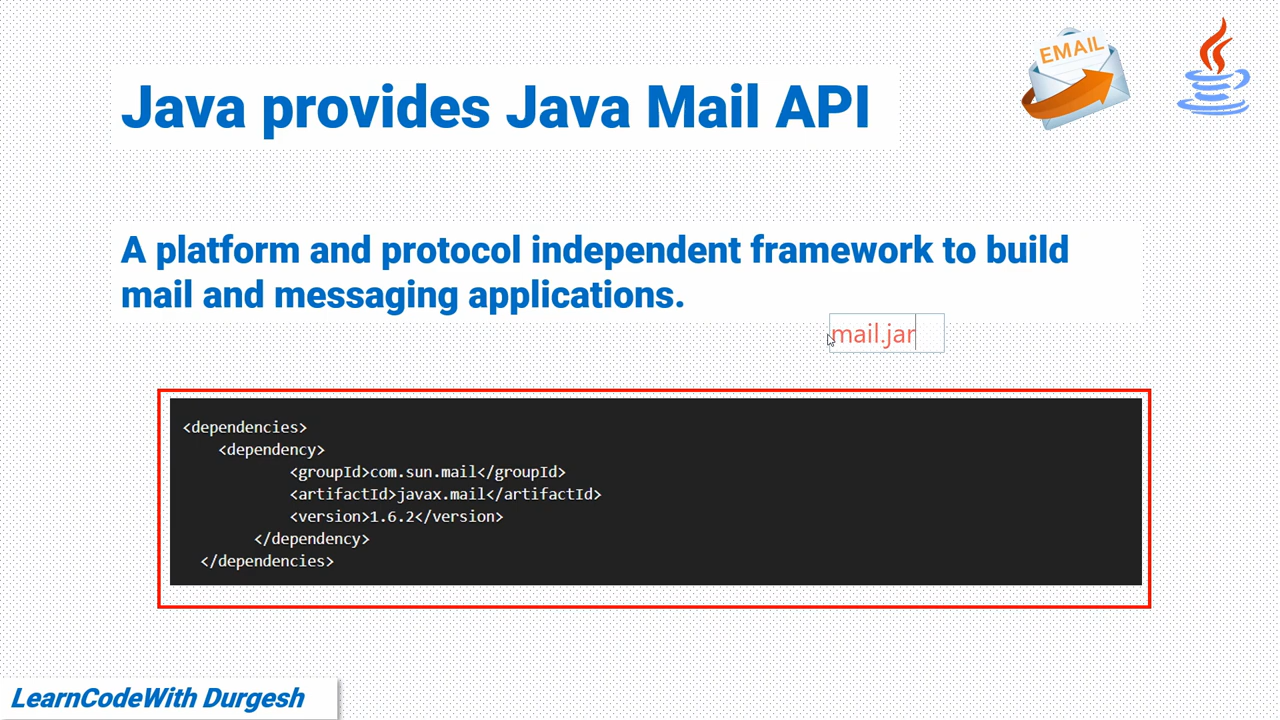 EMAIL
Java provides Java Mail API
A platform and protocol independent framework to build
mail and messaging applications.
mail.jar
<dependencies>
<dependency>
<groupId>com.sun.mail</groupId>
<artifactId>javax.mail</artifactId>
<version>1.6.2</version>
</dependency>
</dependencies>
LearnCodeWith Durgesh